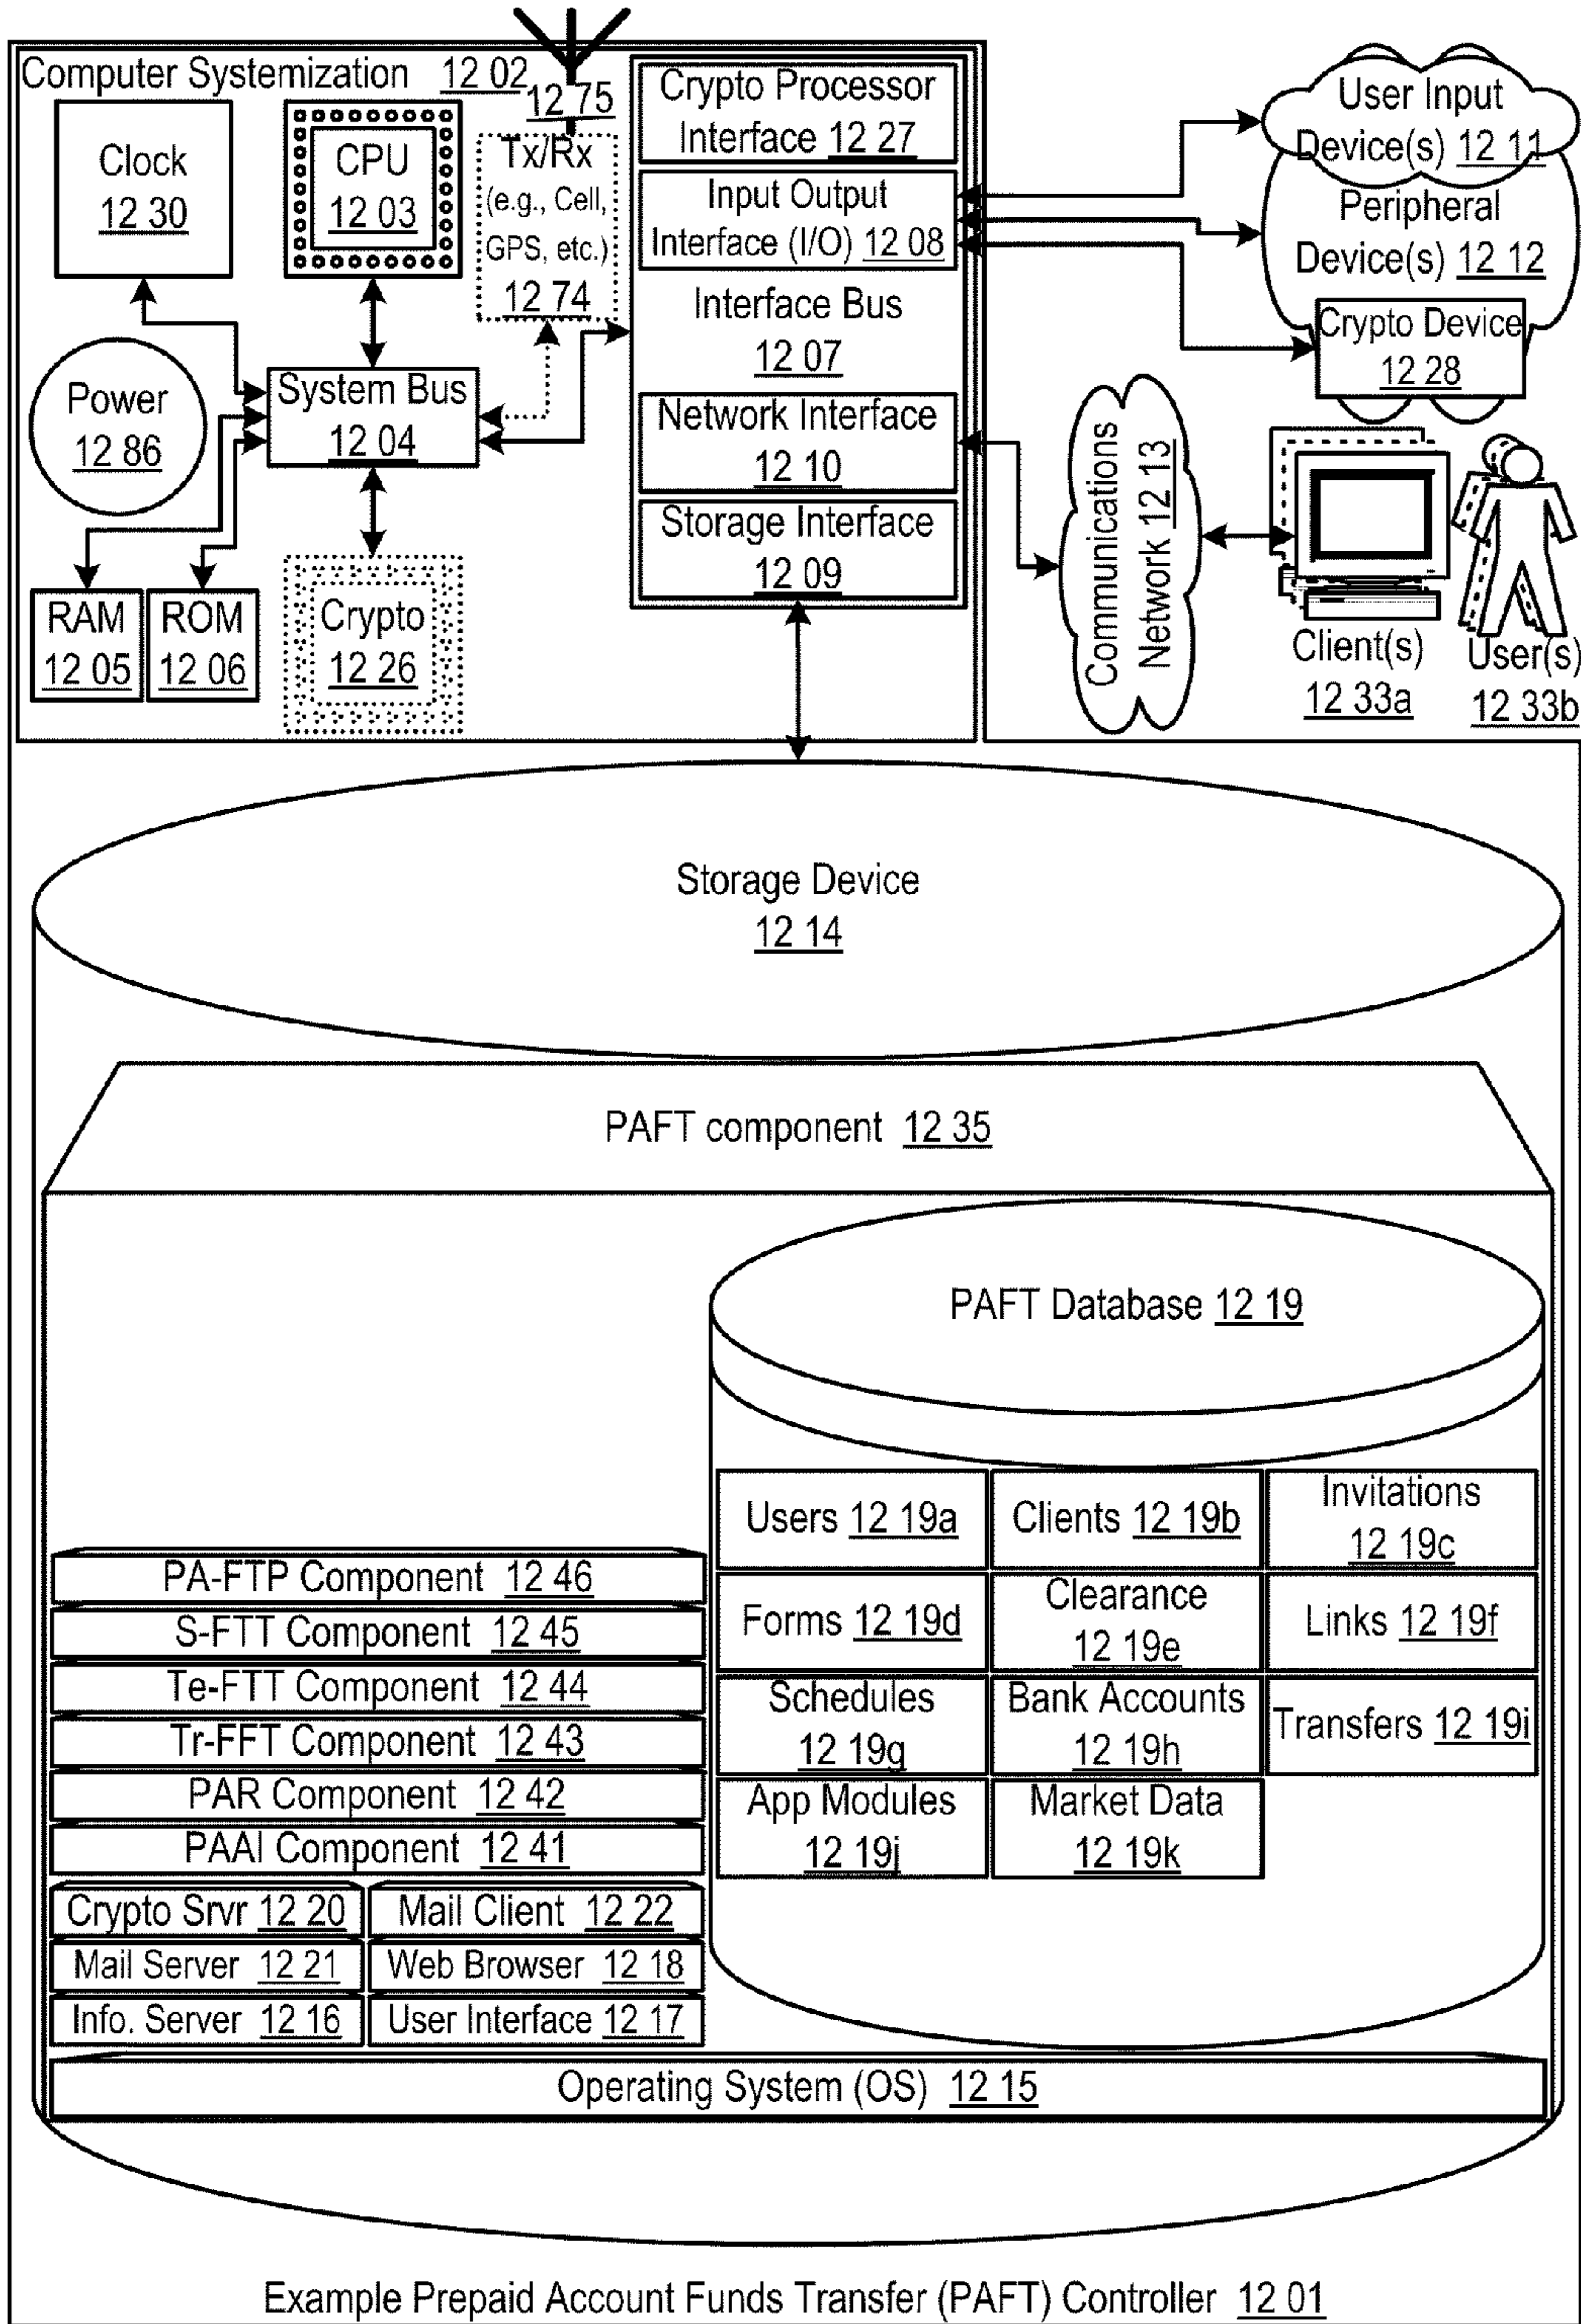 Computer Systemization 12 02
12 75
Clock
12 30
CPU
12 03
Tx/Rx
(e.g., Cell,
GPS, etc.)
12 74
Crypto Processor
Interface 12 27
Input Output
Interface (I/O) 12 08
Interface Bus
12 07
Network Interface
12 10
Storage Interface
12 09
User Input
Device(s) 12 11
Peripheral
Device(s) 12 12
Crypto Device
12 28
Power
12 86
System Bus
12 04
RAM
12 05
ROM
12 06
Crypto
12 26
Communications
Network 12 13
Client(s)
12 33a
User(s)
12 33b
Storage Device
12 14
PAFT component 12 35
PAFT Database 12 19
Users 12 19a
Clients 12 19b
Invitations
12 19c
Forms 12 19d
Clearance
12 19e
Links 12 19f
Schedules
12 19g
Bank Accounts
12 19h
Transfers 12 19i
App Modules
12 19j
Market Data
12 19k
PA-FTP Component 12 46
S-FTT Component 12 45
Te-FTT Component 12 44
Tr-FFT Component 12 43
PAR Component 12 42
PAAI Component 12 41
Crypto Srvr 12 20
Mail Client 12 22
Mail Server 12 21
Web Browser 12 18
Info. Server 12 16
User Interface 12 17
Operating System (OS) 12 15
Example Prepaid Account Funds Transfer (PAFT) Controller 12 01